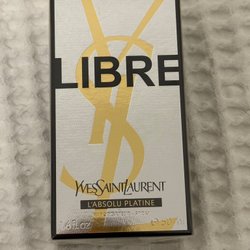 YSL
LIBRE
YVES SAINT LAURENT
L'ABSOLU PLATINE